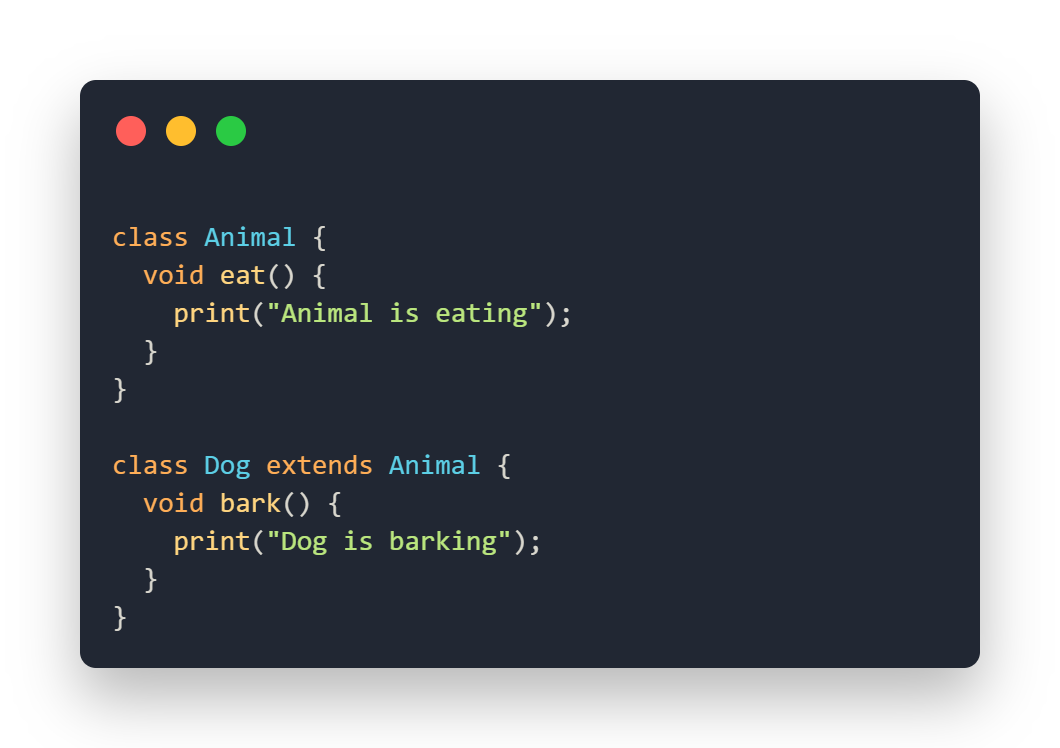 class Animal {
  void eat() {
    print("Animal is eating");
  }
}

class Dog extends Animal {
  void bark() {
    print("Dog is barking");
  }
}